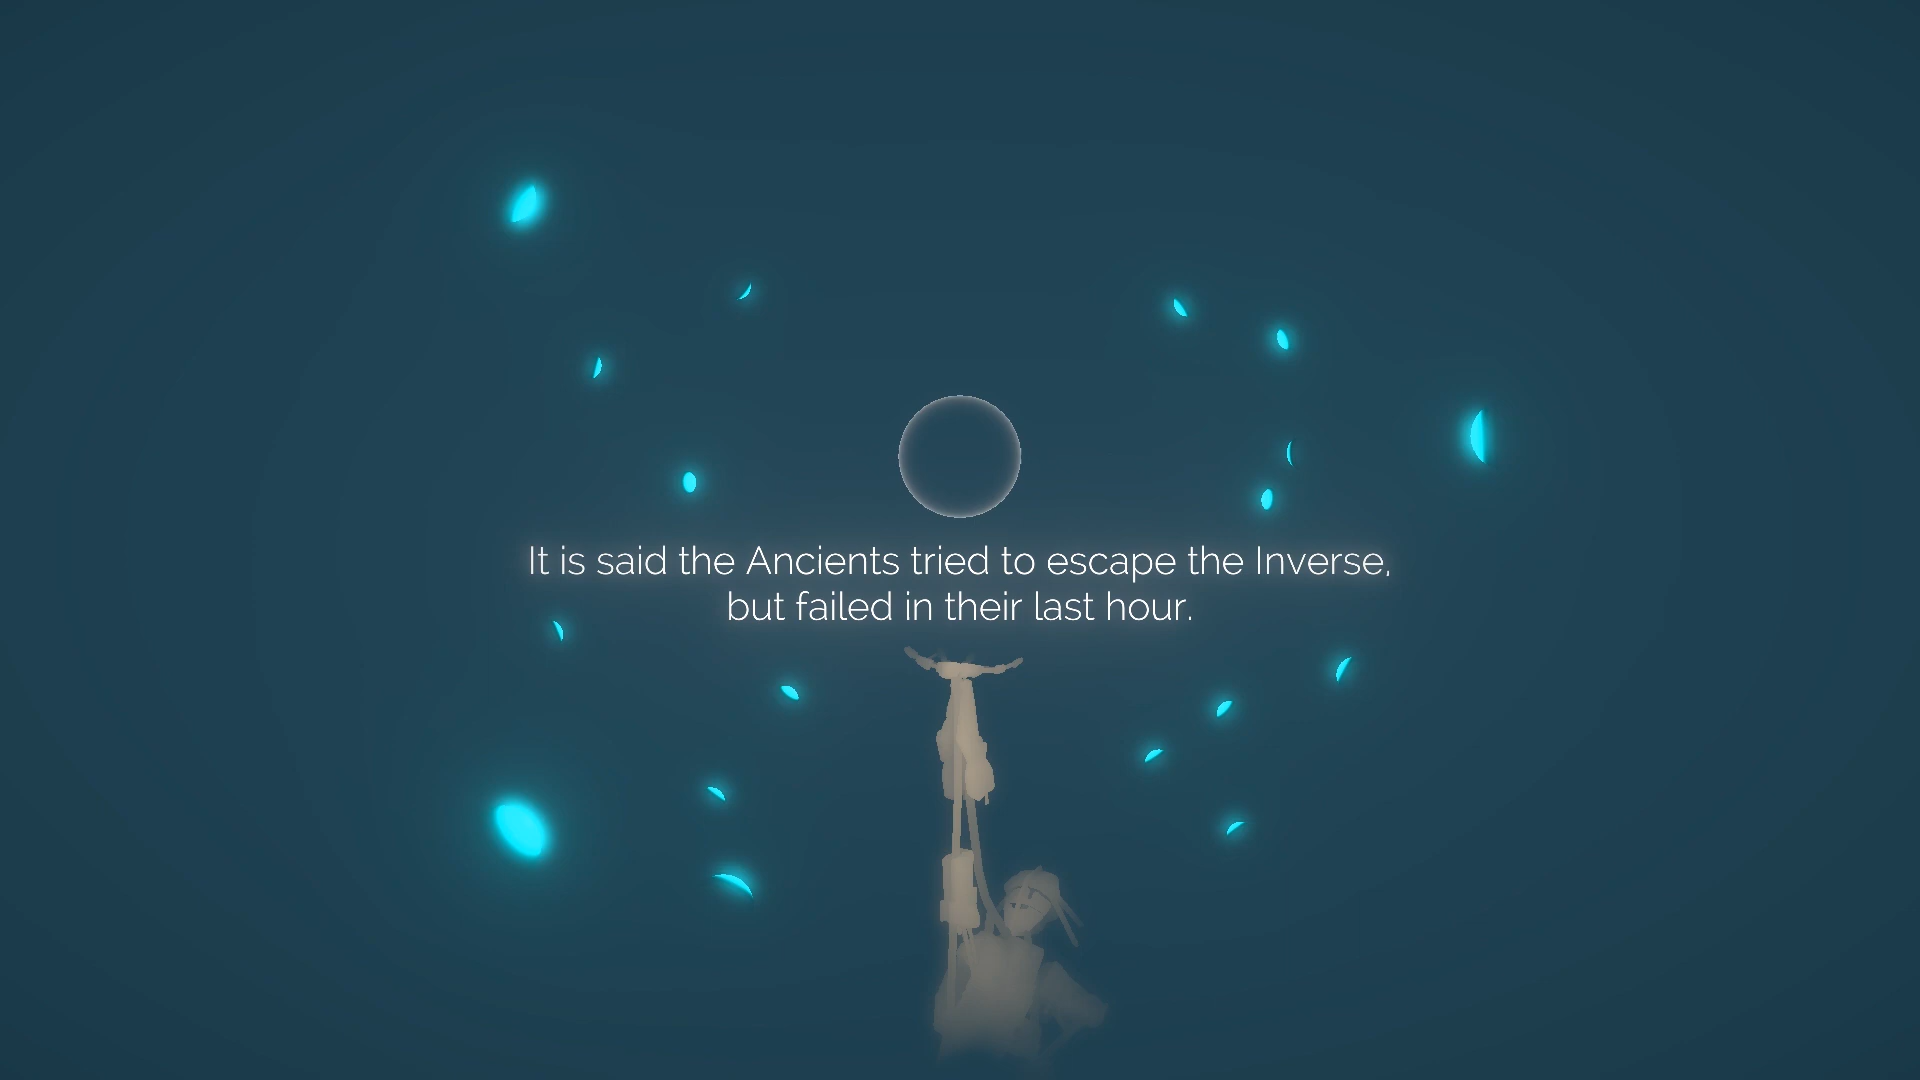 It is said the Ancients tried to escape the Inverse,
but failed in their last hour.